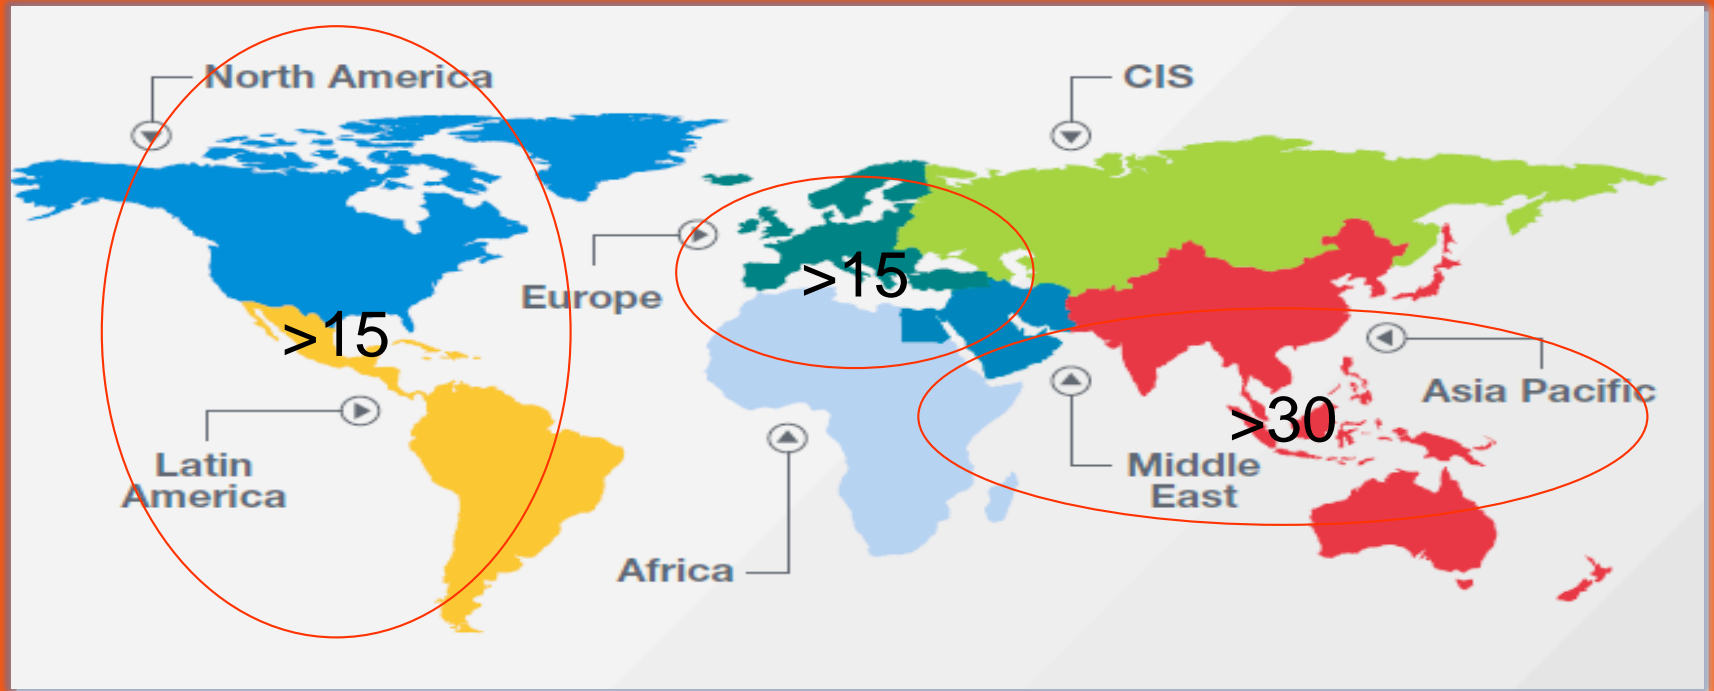 North America
CIS
Europe
>15
>15
Asia Pacific
>30
Latin
America
Middle
East
Africa